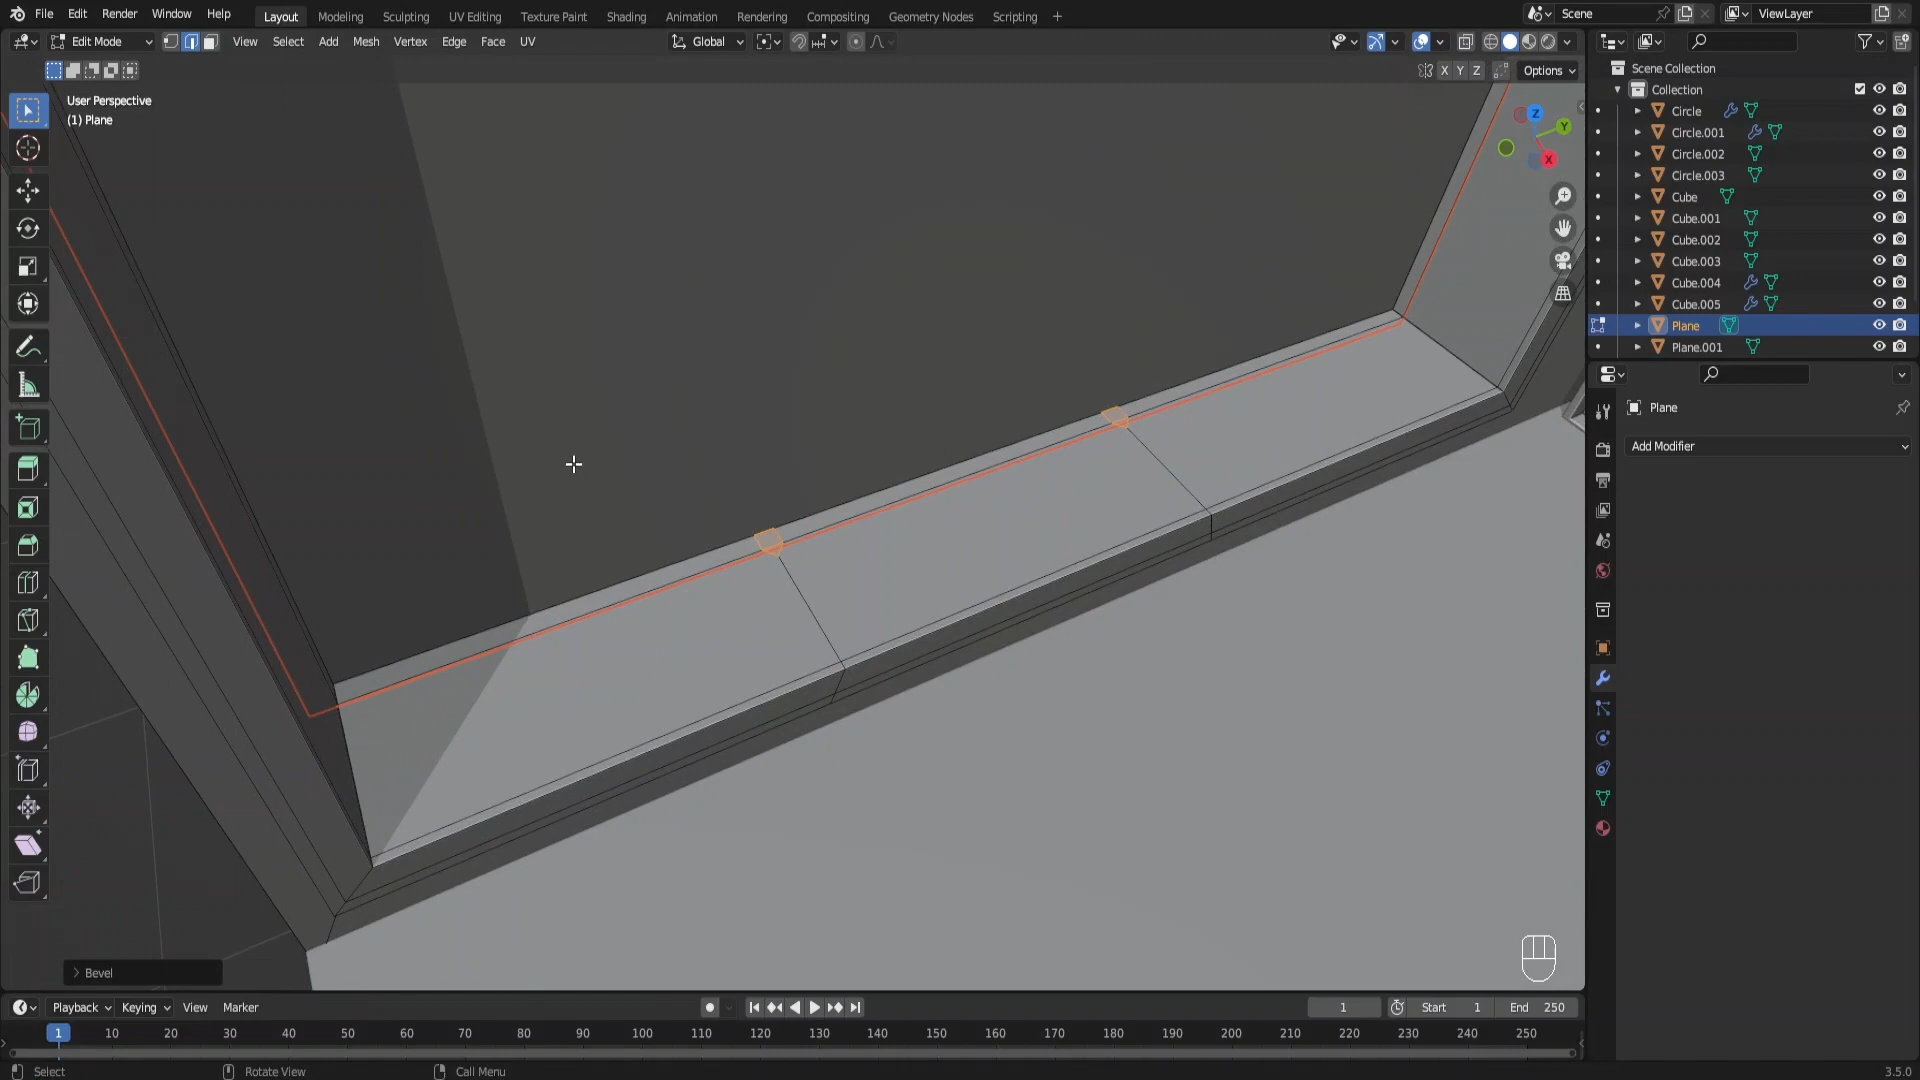 File Edit Render Window Help Layout Modeling Sculpting UV Editing Texture Paint Shading Animation Rendering Compositing Geometry Nodes Scripting + Scene ViewLayer
Edit Mode View Select Add Mesh Vertex Edge Face UV Global
X Y Z Options
User Perspective
(1) Plane
Z
Y
X
Scene Collection
Collection
Circle
Circle.001
Circle.002
Circle.003
Cube
Cube.001
Cube.002
Cube.003
Cube.004
Cube.005
Plane
Plane.001
Plane
Add Modifier
Bevel
Playback Keying View Marker 1 Start 1 End 250
1 10 20 30 40 50 60 70 80 90 100 110 120 130 140 150 160 170 180 190 200 210 220 230 240 250
Select Rotate View Call Menu 3.5.0